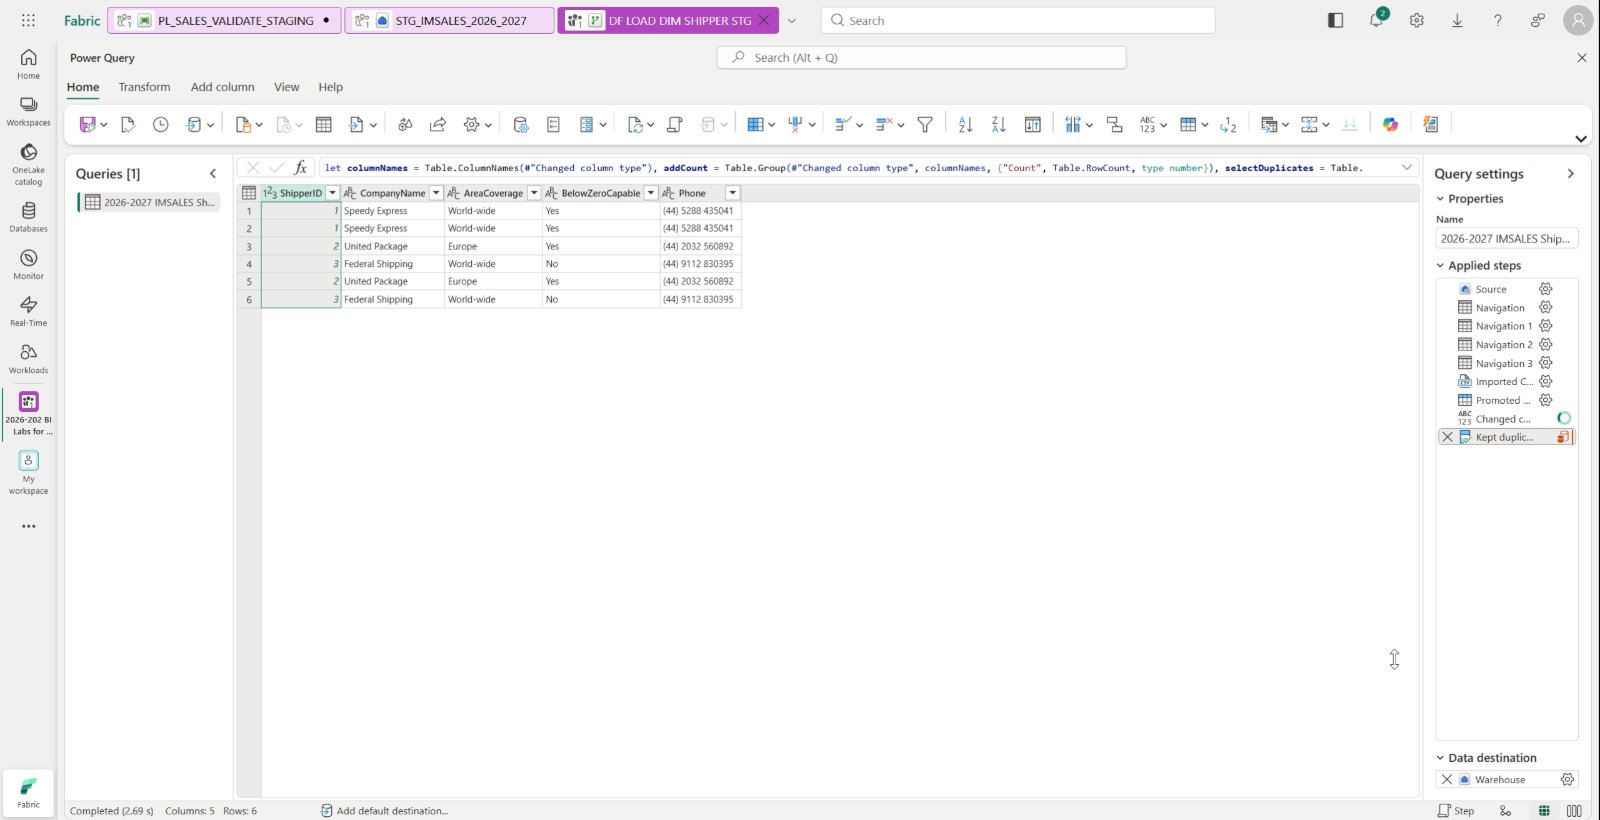 Fabric
PL_SALES_VALIDATE_STAGING
STG_IMSALES_2026_2027
DF LOAD DIM SHIPPER STG
Search
2
Home
Workspaces
OneLake
catalog
Databases
Monitor
Real-Time
Workloads
2026-202 BI
Labs for ...
My
workspace
Fabric
Power Query
Search (Alt + Q)
Home Transform Add column View Help
Queries [1]
2026-2027 IMSALES Sh...
fx
let columnNames = Table.ColumnNames(#"Changed column type"), addCount = Table.Group(#"Changed column type", columnNames, {"Count", Table.RowCount, type number}), selectDuplicates = Table.
ShipperID CompanyName AreaCoverage BelowZeroCapable Phone
1 1 Speedy Express World-wide Yes (44) 5288 435041
2 1 Speedy Express World-wide Yes (44) 5288 435041
3 2 United Package Europe Yes (44) 2032 560892
4 3 Federal Shipping World-wide No (44) 9112 830395
5 2 United Package Europe Yes (44) 2032 560892
6 3 Federal Shipping World-wide No (44) 9112 830395
Query settings
Properties
Name
2026-2027 IMSALES Ship...
Applied steps
Source
Navigation
Navigation 1
Navigation 2
Navigation 3
Imported C...
Promoted ...
Changed c...
Kept duplic...
Data destination
Warehouse
Completed (2.69 s) Columns: 5 Rows: 6
Add default destination...
Step